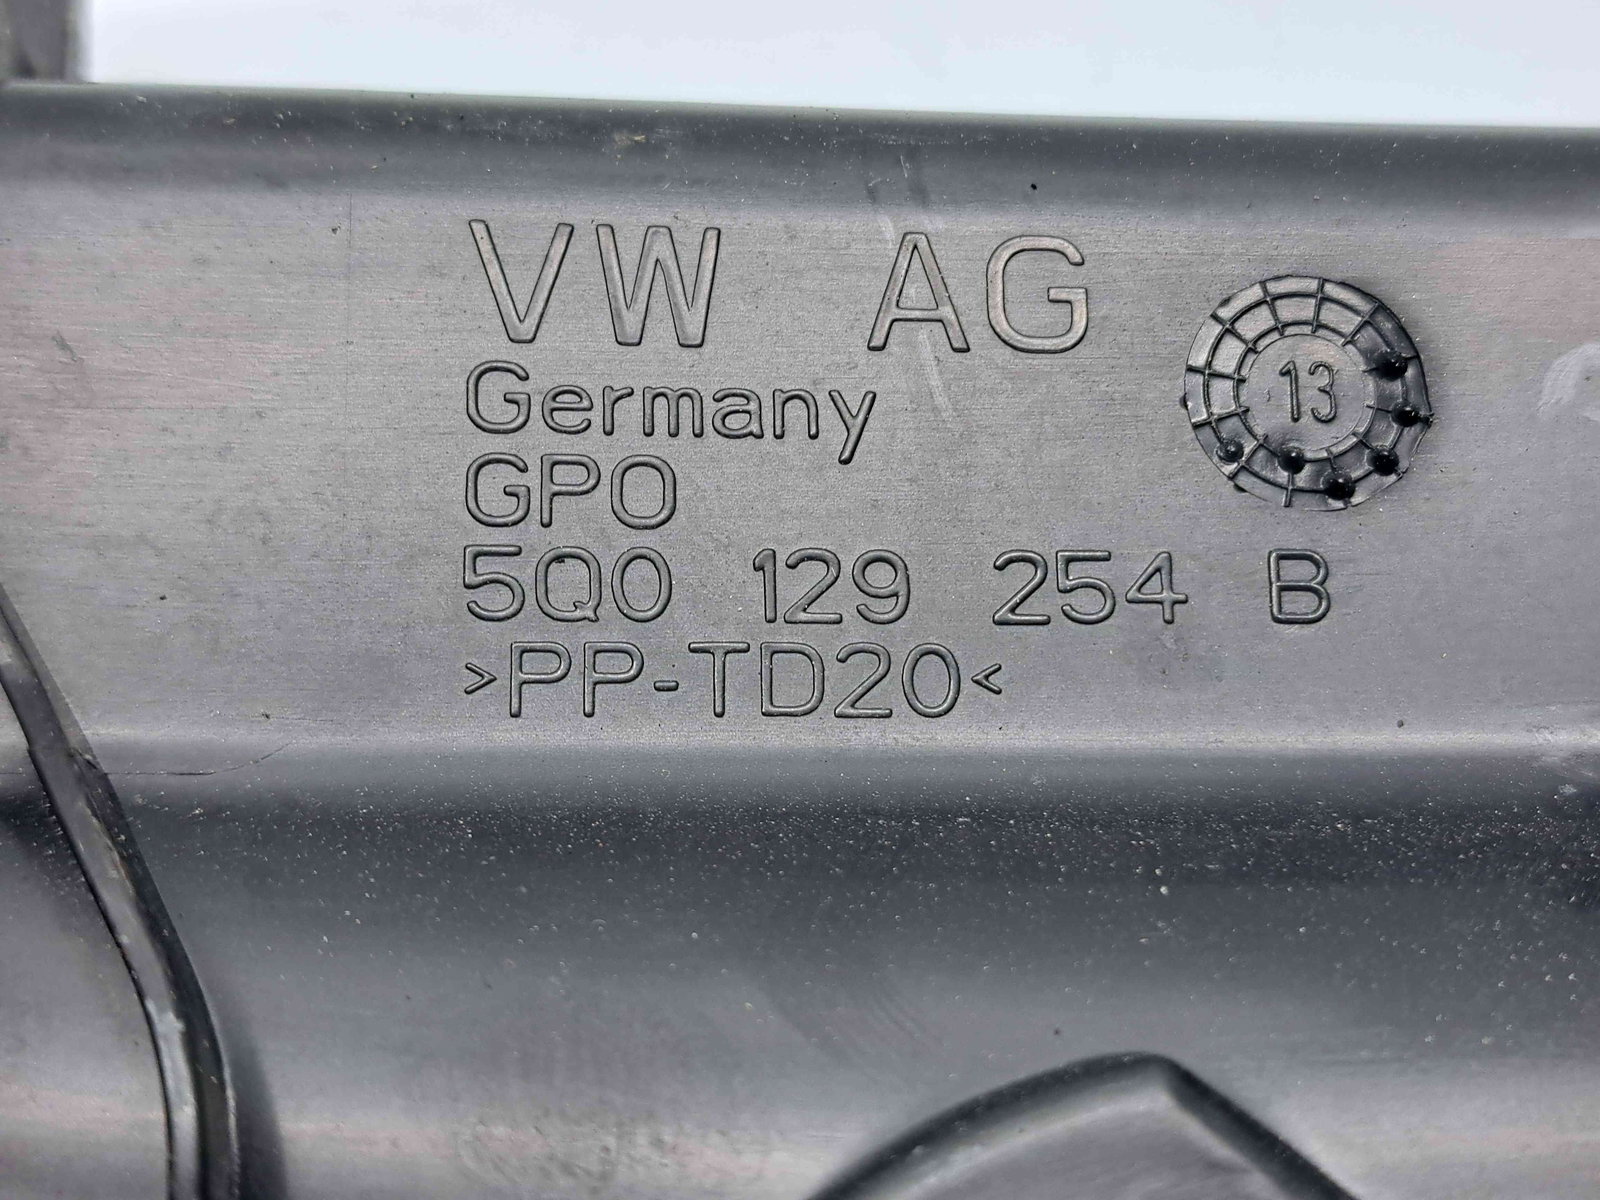 VW AG
13
Germany
GPO
5Q0 129 254 B
>PP-TD20<